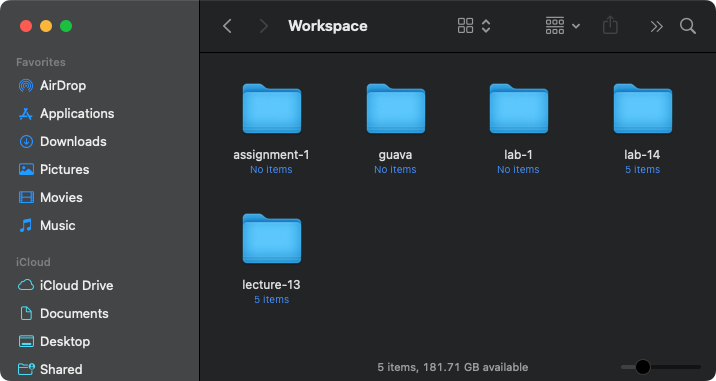 Workspace
Favorites
AirDrop
Applications
Downloads
Pictures
Movies
Music
iCloud
iCloud Drive
Documents
Desktop
Shared
assignment-1
No items
guava
No items
lab-1
No items
lab-14
5 items
lecture-13
5 items
5 items, 181.71 GB available